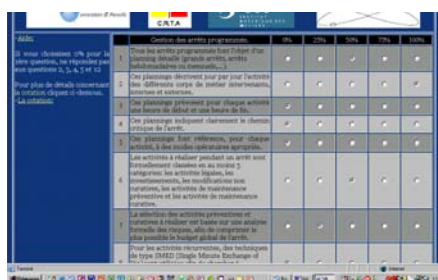 C.R.T.A
-Aide:
Si vous choisissez 0% pour la
1ère question, ne répondez pas
aux questions 2, 3, 4, 5 et 12
Pour plus de détails concernant
la cotation cliquez ci-dessous.
-La cotation:
Gestion des arrêts programmés. 0% 25% 50% 75% 100%
1 Tous les arrêts programmés font l'objet d'un
planning détaillé (grands arrêts, arrêts
hebdomadaires ou mensuels,...)
2 Ces plannings décrivent jour par jour l'activité
des différents corps de métier intervenants,
internes et externes.
3 Ces plannings prévoient pour chaque activité
une heure de début et une heure de fin.
4 Ces plannings indiquent clairement le chemin
critique de l'arrêt.
5 Ces plannings font référence, pour chaque
activité, à des modes opératoires appropriés.
6 Les activités à réaliser pendant un arrêt sont
formellement classées en au moins 5
catégories: les activités légales, les
investissements, les modifications non
curatives, les activités de maintenance
préventive et les activités de maintenance
curative.
7 La sélection des activités préventives et
curatives à réaliser est basée sur une analyse
formelle des risques, afin de comprimer le
plus possible le budget global de l'arrêt.
Pour les activités récurrentes, des techniques
de type SMED (Single Minute Exchange of
Terminé
Internet